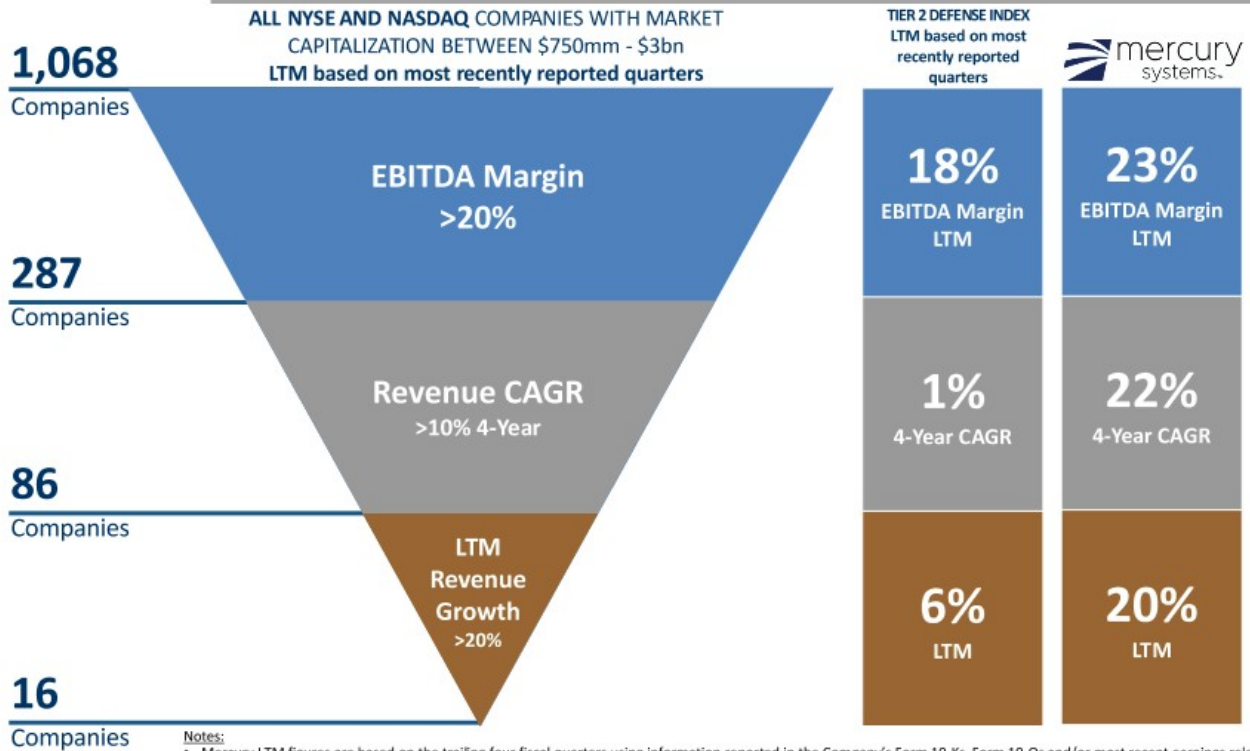 ALL NYSE AND NASDAQ COMPANIES WITH MARKET
CAPITALIZATION BETWEEN $750mm - $3bn
LTM based on most recently reported quarters
TIER 2 DEFENSE INDEX
LTM based on most
recently reported
quarters
mercury
systems™
1,068
Companies
EBITDA Margin
>20%
18%
EBITDA Margin
LTM
23%
EBITDA Margin
LTM
287
Companies
Revenue CAGR
>10% 4-Year
1%
4-Year CAGR
22%
4-Year CAGR
86
Companies
LTM
Revenue
Growth
>20%
6%
LTM
20%
LTM
16
Companies
Notes: